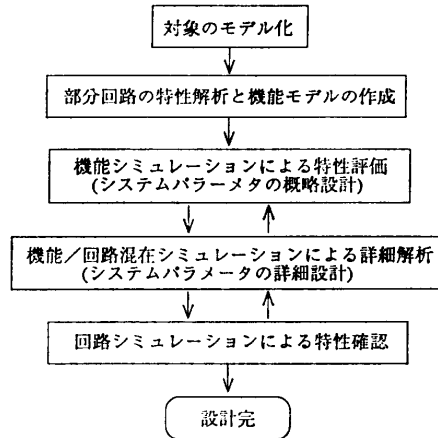 対象のモデル化
部分回路の特性解析と機能モデルの作成
機能シミュレーションによる特性評価
(システムパラーメタの概略設計)
機能／回路混在シミュレーションによる詳細解析
(システムパラメータの詳細設計)
回路シミュレーションによる特性確認
設計完